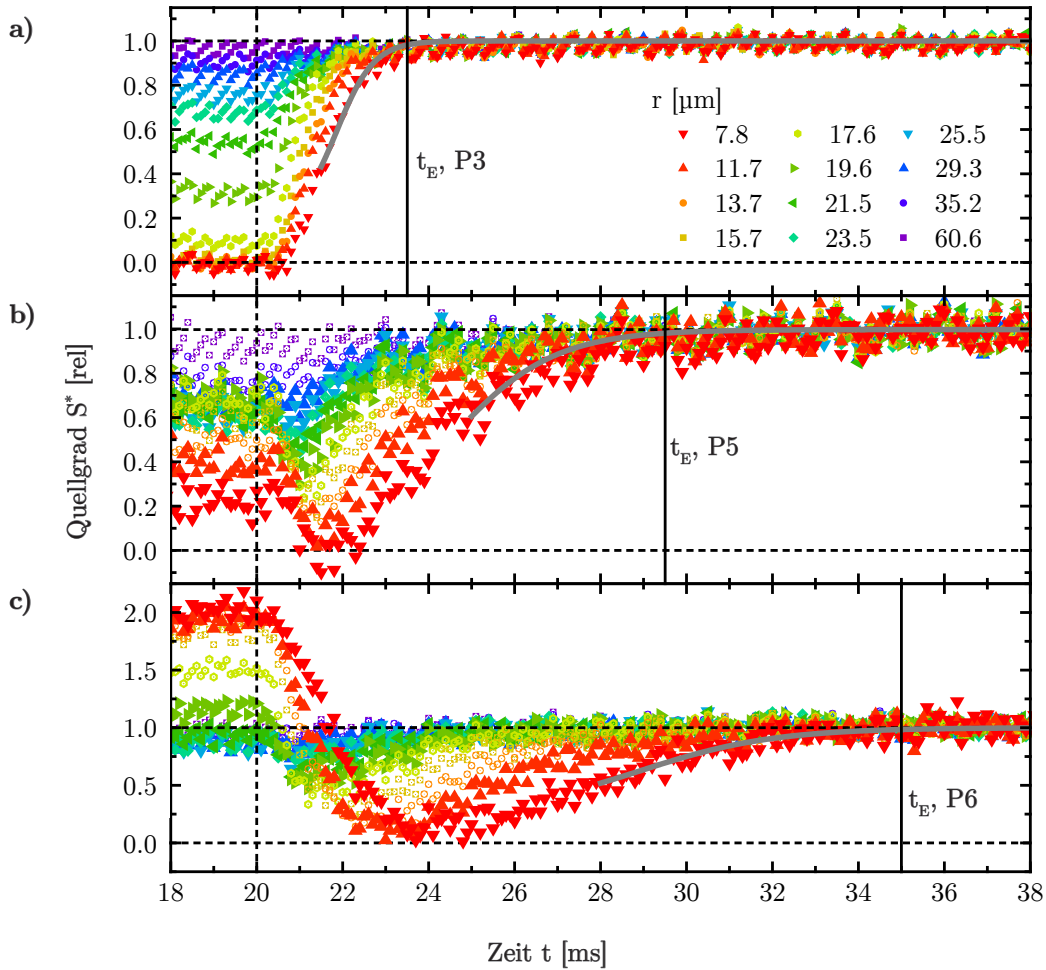 a)
1.0
0.8
0.6
0.4
0.2
0.0
r [µm]
7.8 17.6 25.5
11.7 19.6 29.3
13.7 21.5 35.2
15.7 23.5 60.6
t_E, P3
b)
1.0
0.8
0.6
0.4
0.2
0.0
t_E, P5
Quellgrad S* [rel]
c)
2.0
1.5
1.0
0.5
0.0
t_E, P6
18 20 22 24 26 28 30 32 34 36 38
Zeit t [ms]